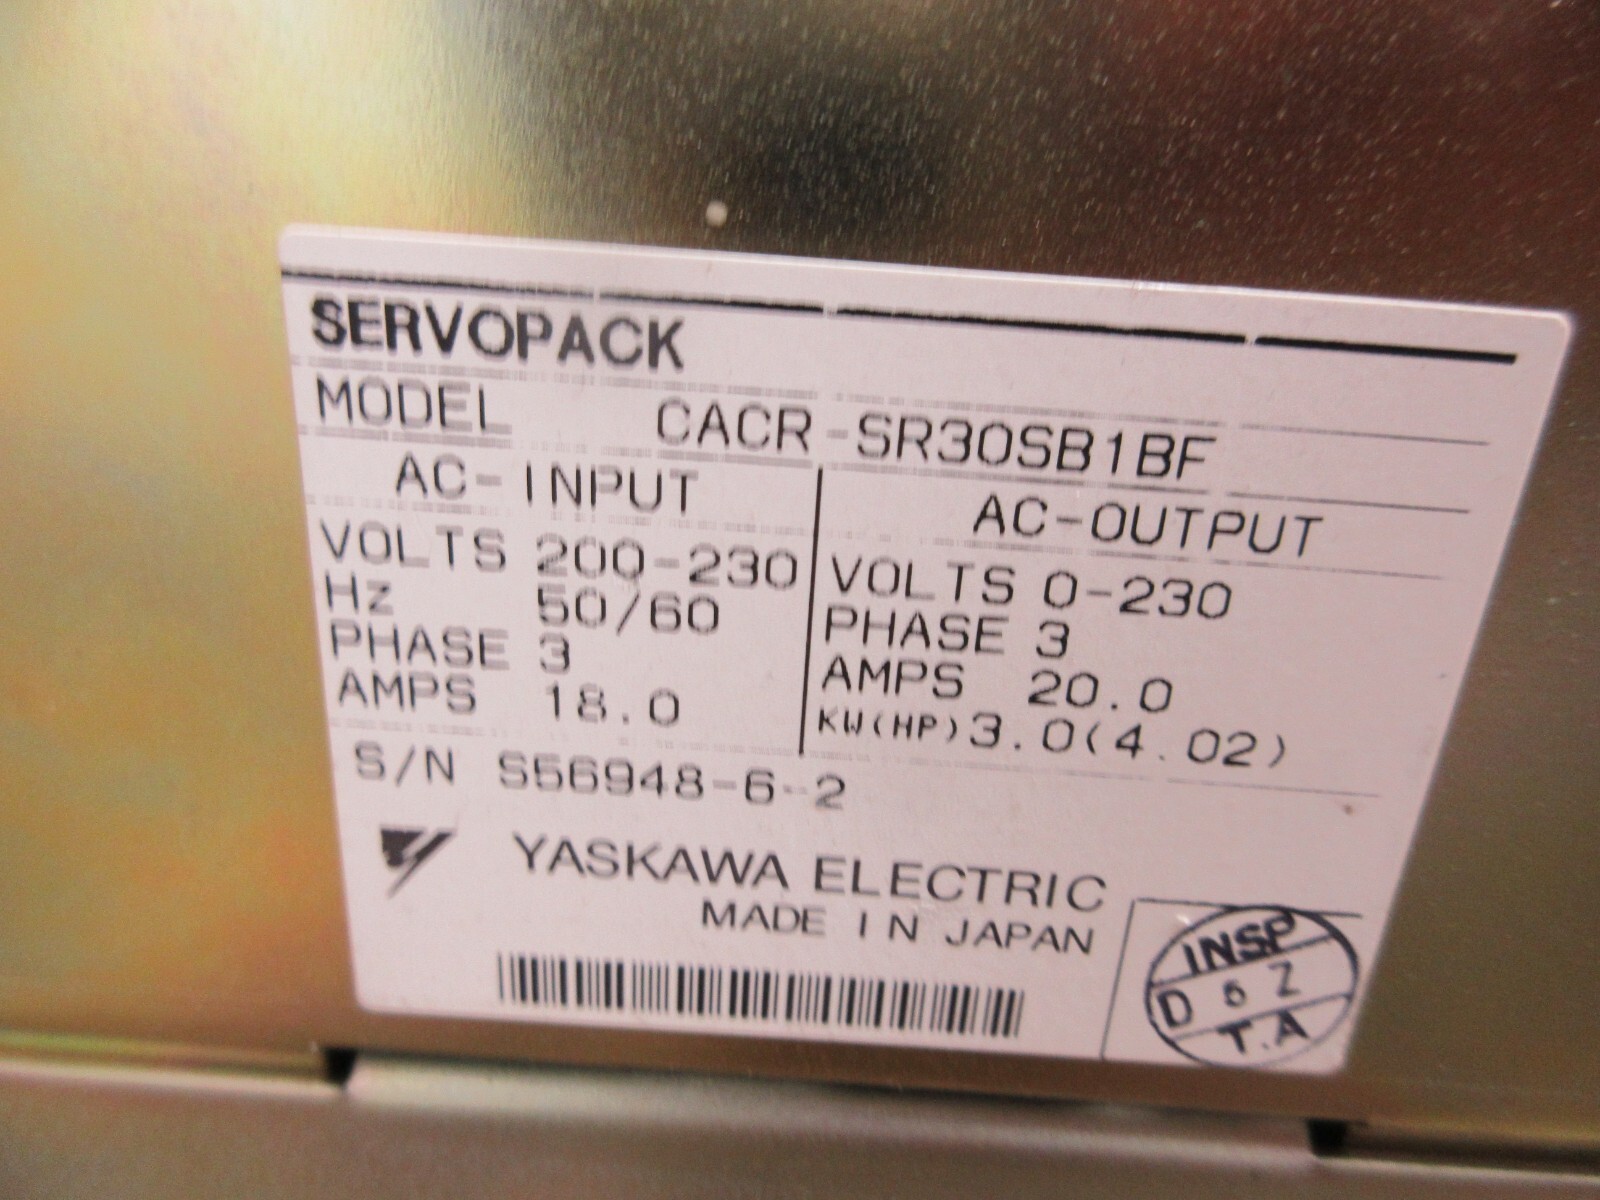 SERVOPACK
MODEL CACR-SR30SB1BF
AC-INPUT
VOLTS 200-230
Hz 50/60
PHASE 3
AMPS 18.0
AC-OUTPUT
VOLTS 0-230
PHASE 3
AMPS 20.0
KW(HP) 3.0(4.02)
S/N S56948-6-2
YASKAWA ELECTRIC
MADE IN JAPAN
INSP
D 6 Z
T.A